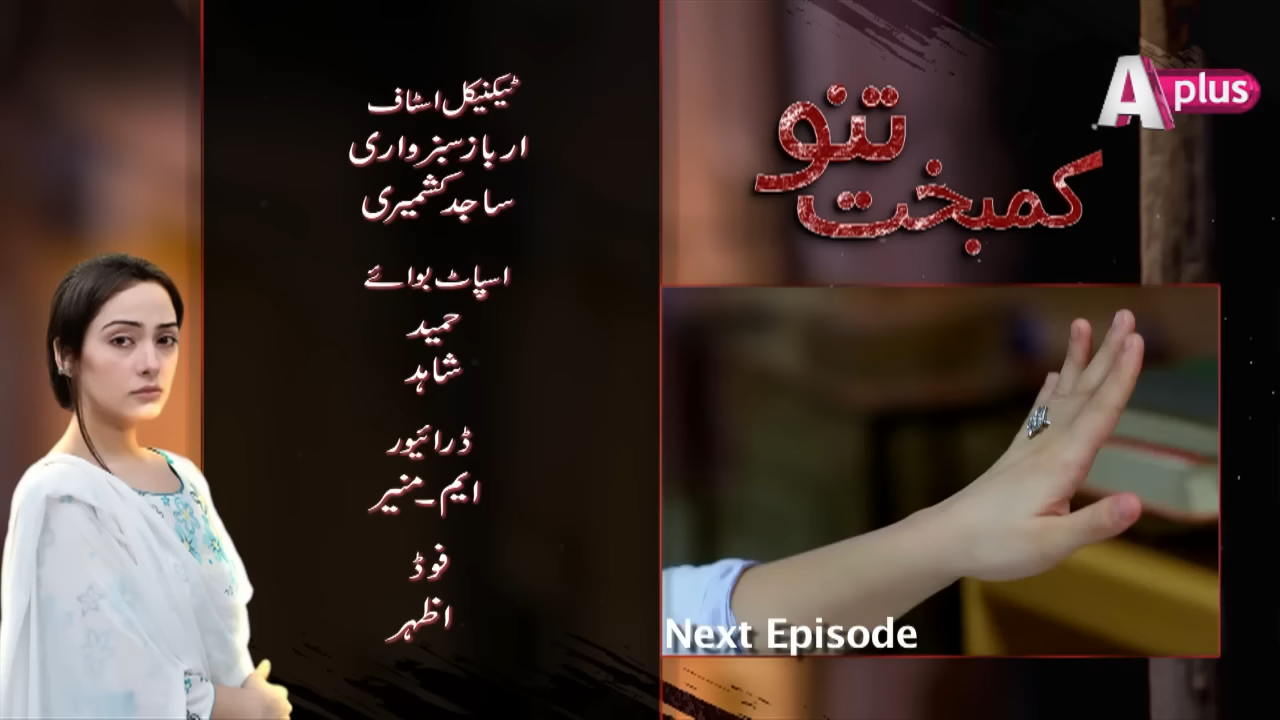 ٹیکنیکل اسٹاف
ارباز سبزواری
ساجد کشمیری
اسپاٹ بوائے
حمید
شاہد
ڈرائیور
ایم۔منیر
فوڈ
اظہر
کمبخت تنو
A plus
Next Episode